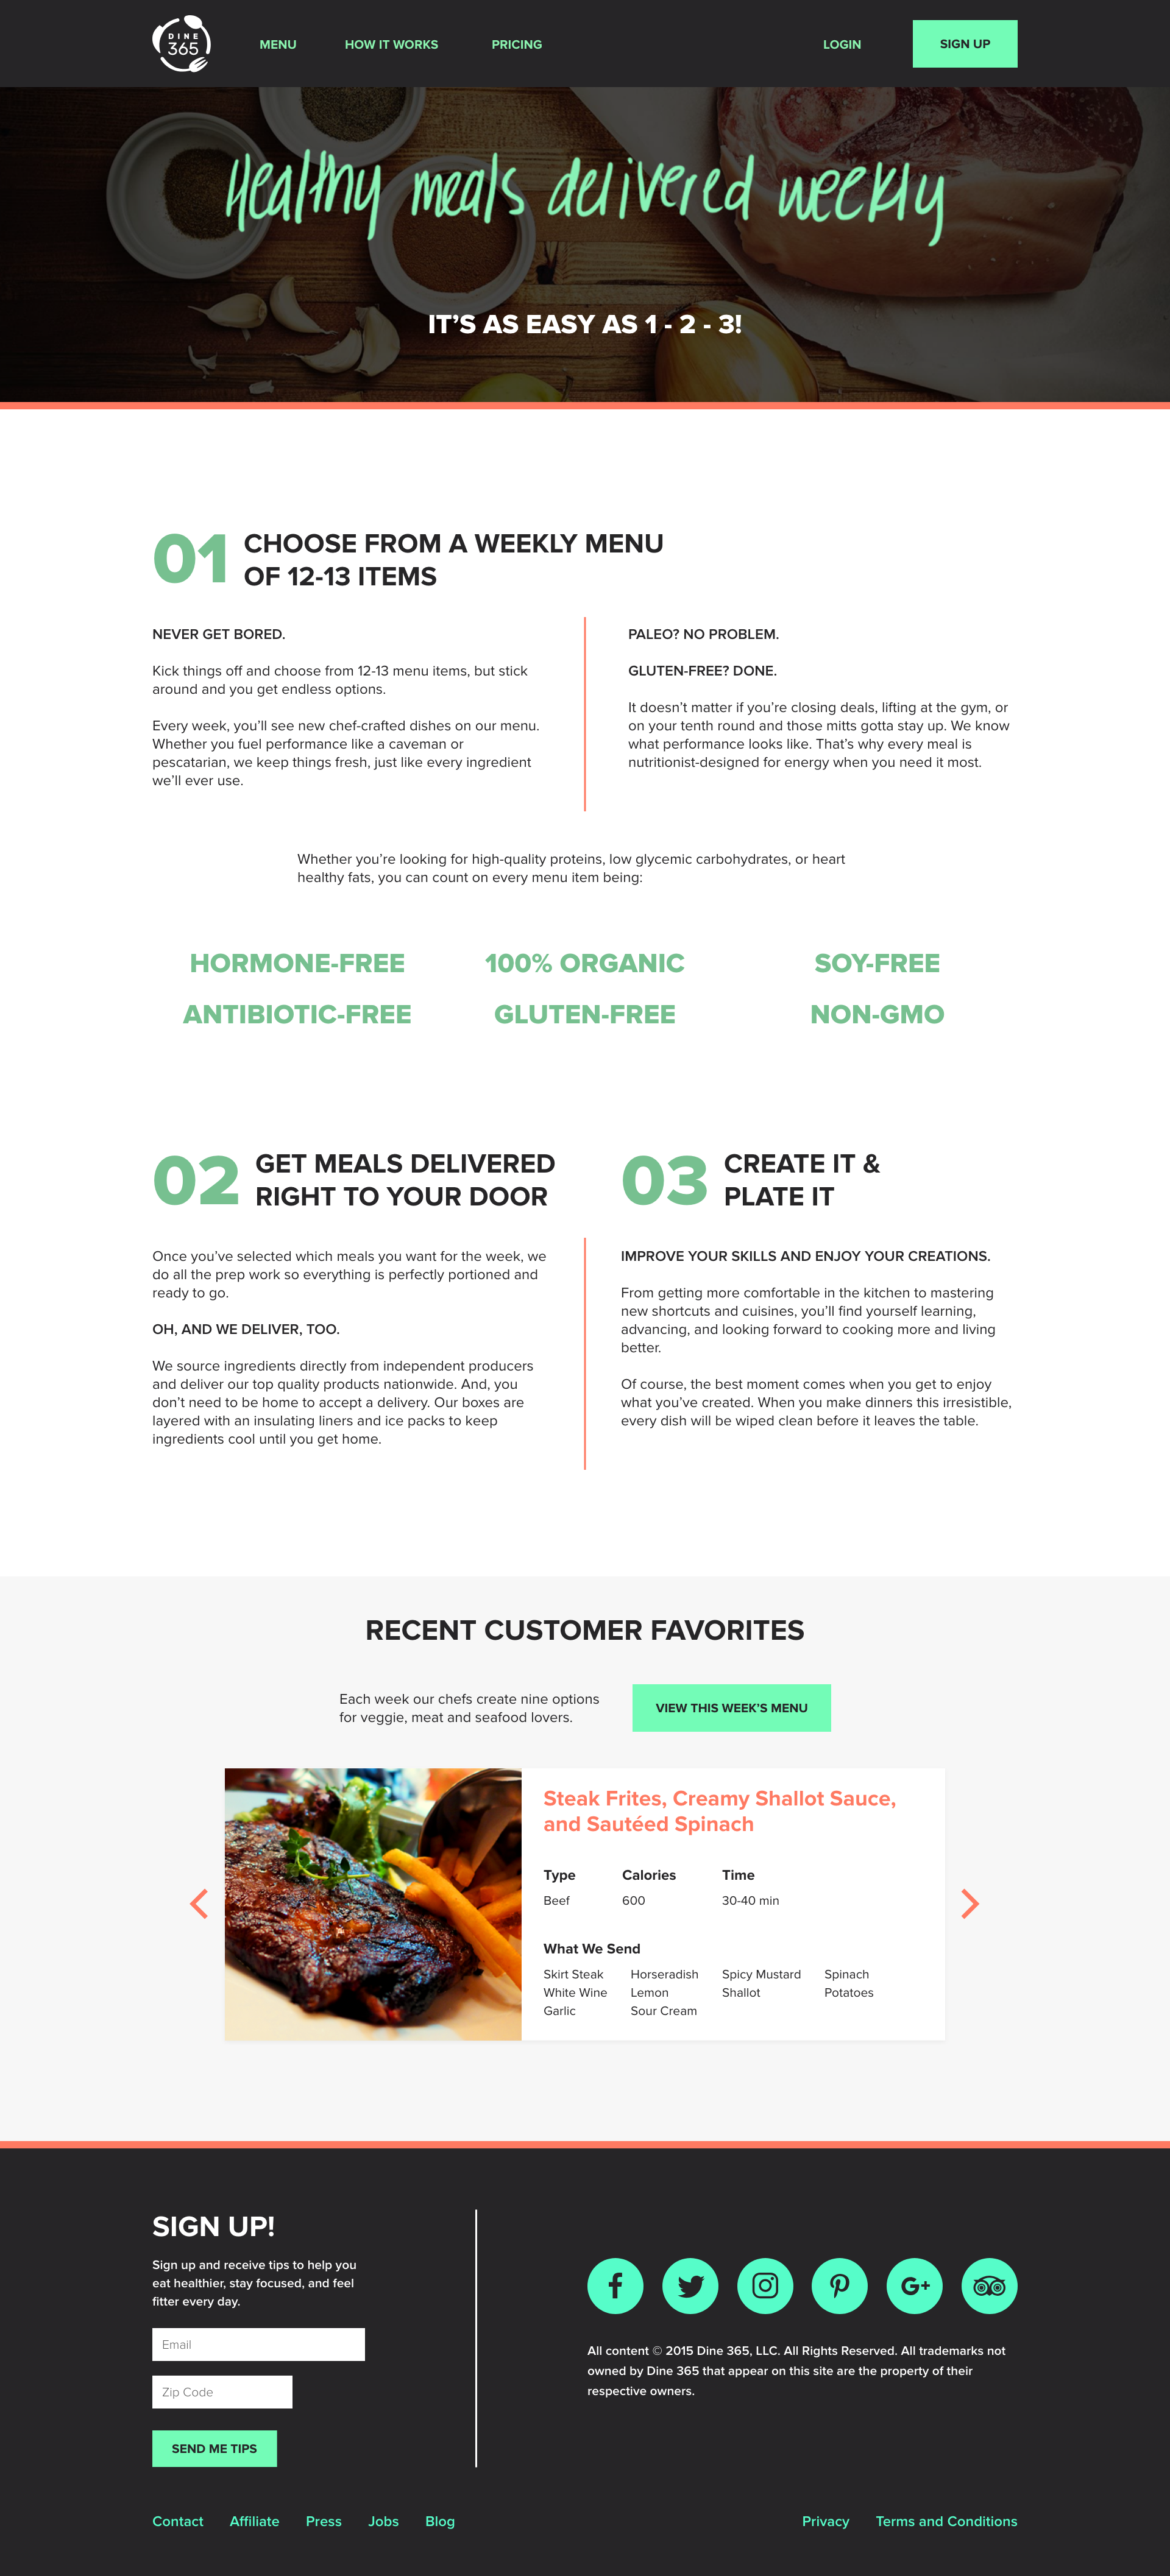 DINE
365
MENU
HOW IT WORKS
PRICING
LOGIN
SIGN UP
Healthy meals delivered weekly
IT’S AS EASY AS 1 - 2 - 3!
01
CHOOSE FROM A WEEKLY MENU
OF 12-13 ITEMS
NEVER GET BORED.
Kick things off and choose from 12-13 menu items, but stick
around and you get endless options.
Every week, you’ll see new chef-crafted dishes on our menu.
Whether you fuel performance like a caveman or
pescatarian, we keep things fresh, just like every ingredient
we’ll ever use.
PALEO? NO PROBLEM.
GLUTEN-FREE? DONE.
It doesn’t matter if you’re closing deals, lifting at the gym, or
on your tenth round and those mitts gotta stay up. We know
what performance looks like. That’s why every meal is
nutritionist-designed for energy when you need it most.
Whether you’re looking for high-quality proteins, low glycemic carbohydrates, or heart
healthy fats, you can count on every menu item being:
HORMONE-FREE
100% ORGANIC
SOY-FREE
ANTIBIOTIC-FREE
GLUTEN-FREE
NON-GMO
02
GET MEALS DELIVERED
RIGHT TO YOUR DOOR
Once you’ve selected which meals you want for the week, we
do all the prep work so everything is perfectly portioned and
ready to go.
OH, AND WE DELIVER, TOO.
We source ingredients directly from independent producers
and deliver our top quality products nationwide. And, you
don’t need to be home to accept a delivery. Our boxes are
layered with an insulating liners and ice packs to keep
ingredients cool until you get home.
03
CREATE IT &
PLATE IT
IMPROVE YOUR SKILLS AND ENJOY YOUR CREATIONS.
From getting more comfortable in the kitchen to mastering
new shortcuts and cuisines, you’ll find yourself learning,
advancing, and looking forward to cooking more and living
better.
Of course, the best moment comes when you get to enjoy
what you’ve created. When you make dinners this irresistible,
every dish will be wiped clean before it leaves the table.
RECENT CUSTOMER FAVORITES
Each week our chefs create nine options
for veggie, meat and seafood lovers.
VIEW THIS WEEK’S MENU
Steak Frites, Creamy Shallot Sauce,
and Sautéed Spinach
Type
Calories
Time
Beef
600
30-40 min
What We Send
Skirt Steak
Horseradish
Spicy Mustard
Spinach
White Wine
Lemon
Shallot
Potatoes
Garlic
Sour Cream
SIGN UP!
Sign up and receive tips to help you
eat healthier, stay focused, and feel
fitter every day.
Email
Zip Code
SEND ME TIPS
All content © 2015 Dine 365, LLC. All Rights Reserved. All trademarks not
owned by Dine 365 that appear on this site are the property of their
respective owners.
Contact
Affiliate
Press
Jobs
Blog
Privacy
Terms and Conditions